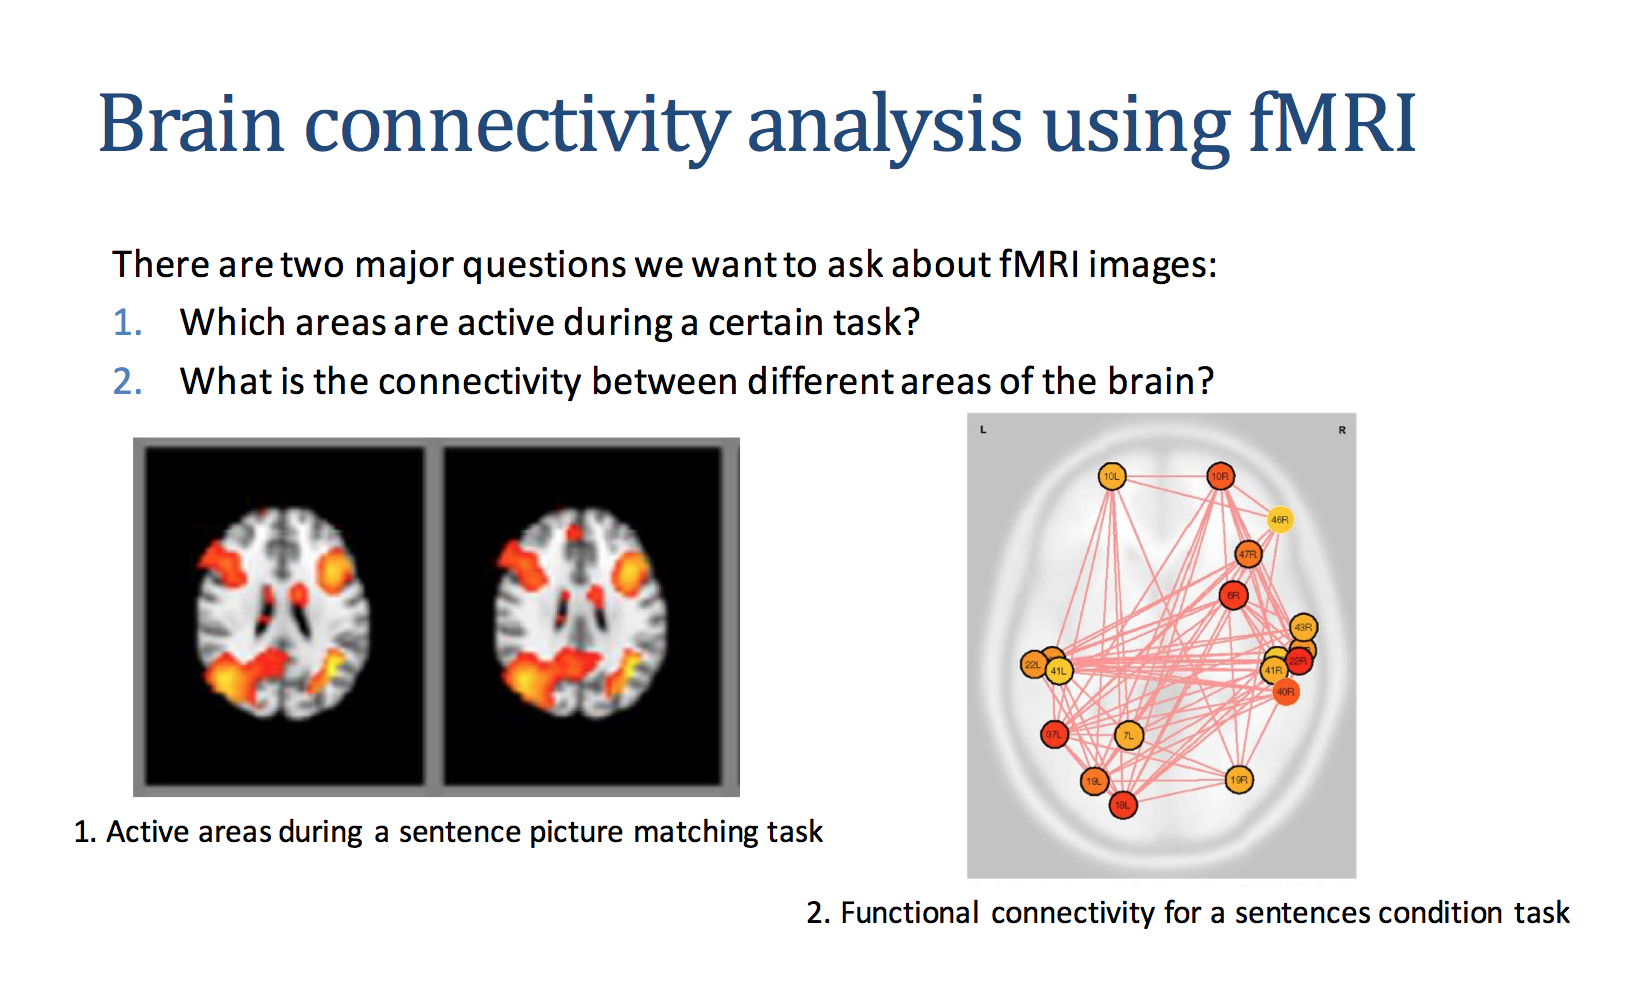 Brain connectivity analysis using fMRI
There are two major questions we want to ask about fMRI images:
1. Which areas are active during a certain task?
2. What is the connectivity between different areas of the brain?
L
R
10L
10R
46R
47R
6R
43R
22L
41L
22R
41R
40R
37L
7L
19L
19R
18L
1. Active areas during a sentence picture matching task
2. Functional connectivity for a sentences condition task